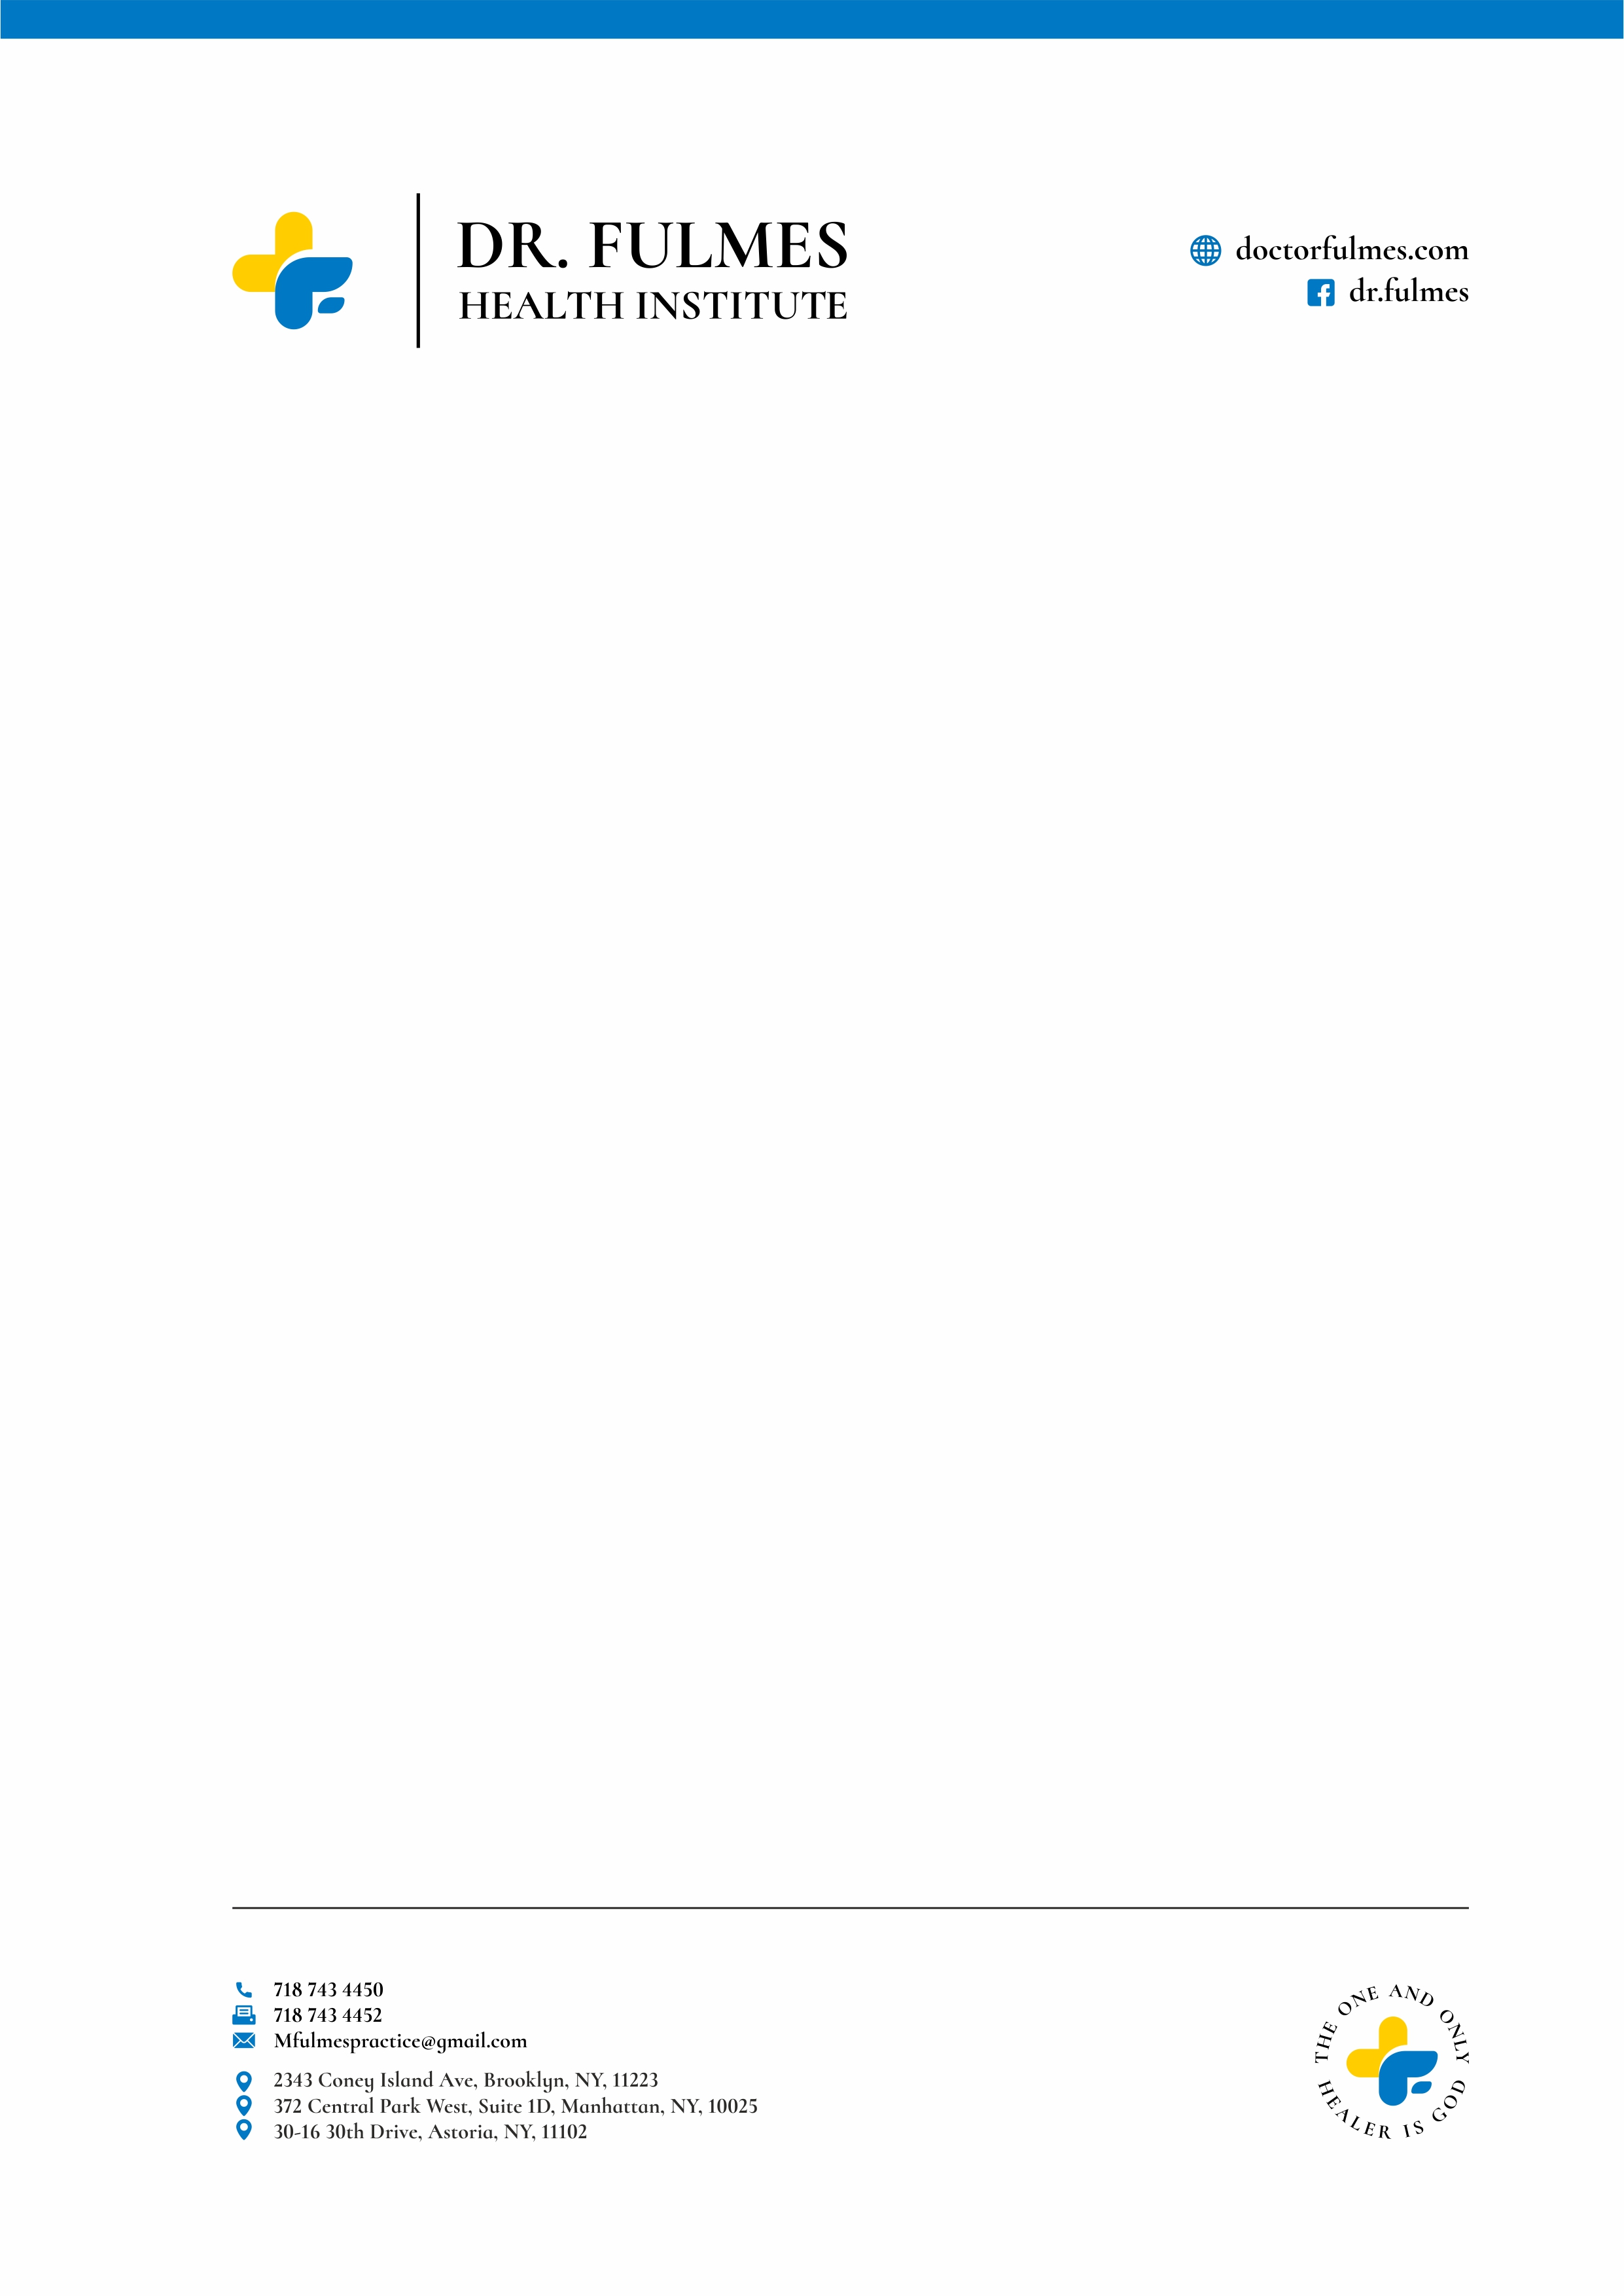 DR. FULMES
HEALTH INSTITUTE
doctorfulmes.com
dr.fulmes
718 743 4450
718 743 4452
Mfulmespractice@gmail.com
2343 Coney Island Ave, Brooklyn, NY, 11223
372 Central Park West, Suite 1D, Manhattan, NY, 10025
30-16 30th Drive, Astoria, NY, 11102
THE ONE AND ONLY
HEALER IS GOD